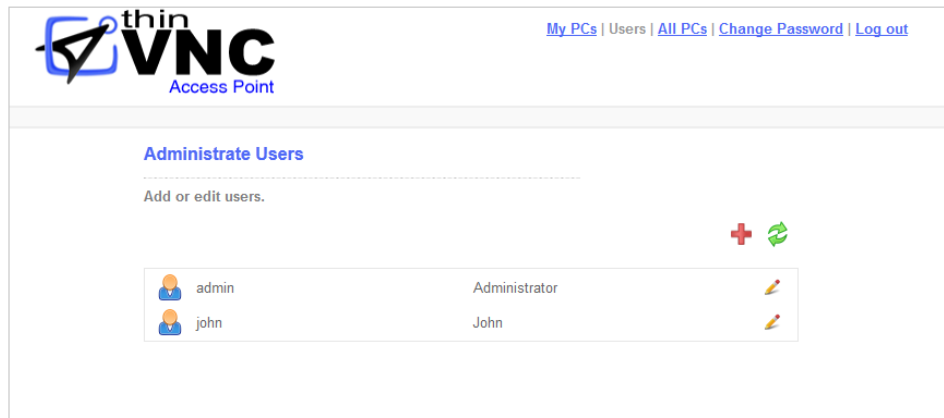 thin
VNC
Access Point
My PCs | Users | All PCs | Change Password | Log out
Administrate Users
Add or edit users.
admin Administrator
john John